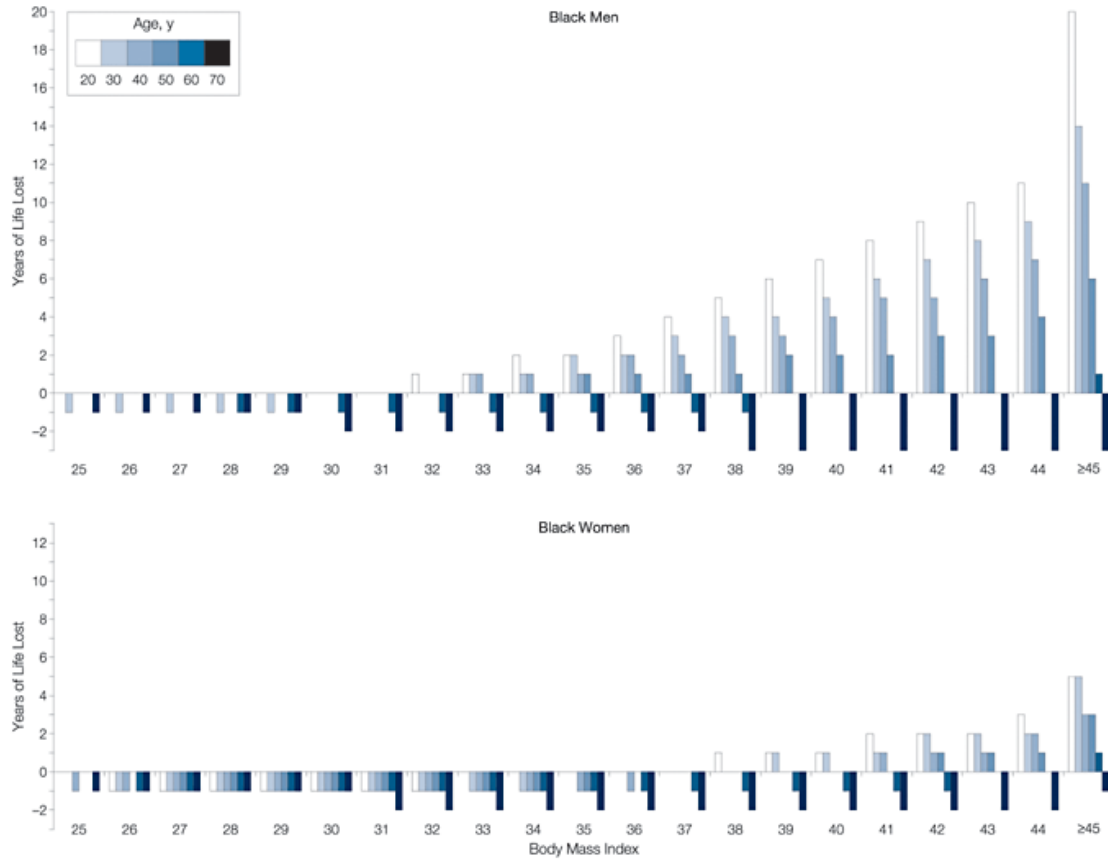 Black Men
Age, y
20 30 40 50 60 70
Years of Life Lost
20
18
16
14
12
10
8
6
4
2
0
−2
25 26 27 28 29 30 31 32 33 34 35 36 37 38 39 40 41 42 43 44 ≥45
Black Women
Years of Life Lost
12
10
8
6
4
2
0
−2
25 26 27 28 29 30 31 32 33 34 35 36 37 38 39 40 41 42 43 44 ≥45
Body Mass Index